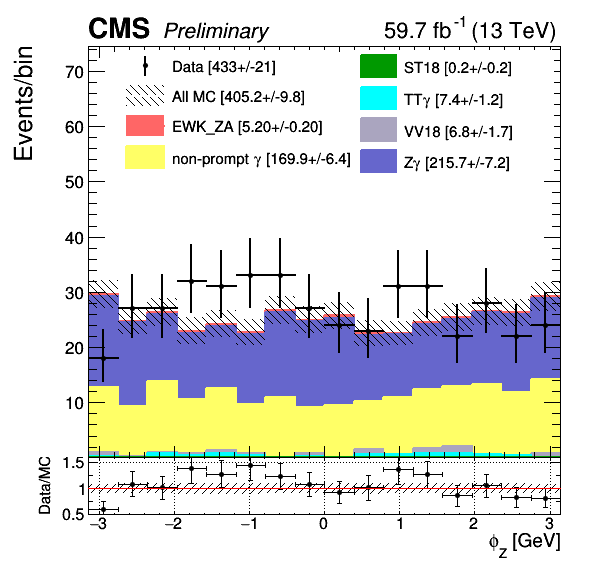 CMS Preliminary 59.7 fb⁻¹ (13 TeV)
Events/bin
Data [433+/-21]
All MC [405.2+/-9.8]
EWK_ZA [5.20+/-0.20]
non-prompt γ [169.9+/-6.4]
ST18 [0.2+/-0.2]
TTγ [7.4+/-1.2]
VV18 [6.8+/-1.7]
Zγ [215.7+/-7.2]
70
60
50
40
30
20
10
Data/MC
1.5
1
0.5
−3 −2 −1 0 1 2 3
ϕ_Z [GeV]